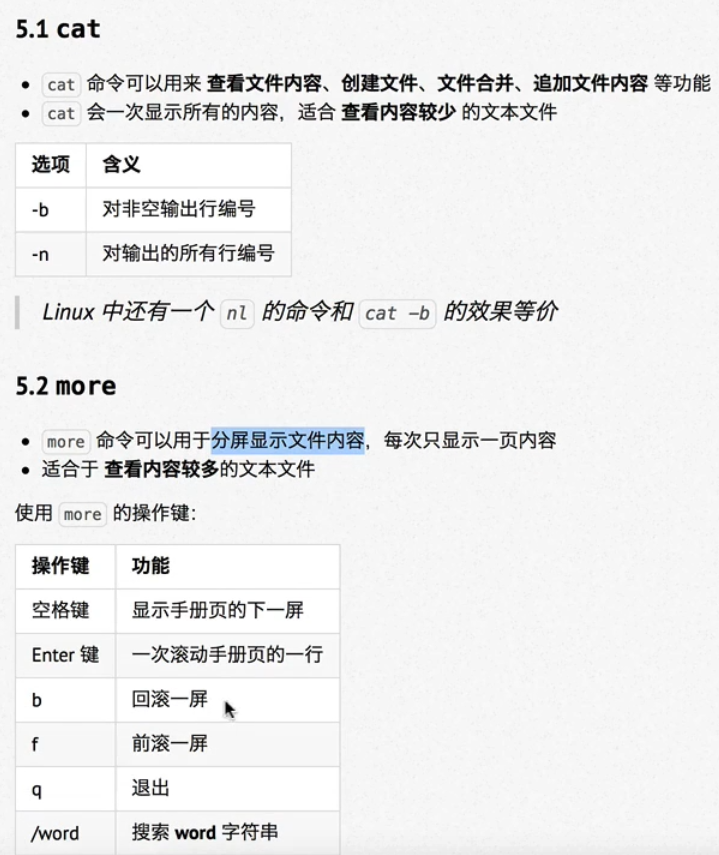 5.1 cat
cat 命令可以用来 查看文件内容、创建文件、文件合并、追加文件内容 等功能
cat 会一次显示所有的内容，适合 查看内容较少 的文本文件
选项 含义
-b 对非空输出行编号
-n 对输出的所有行编号
Linux 中还有一个 nl 的命令和 cat -b 的效果等价
5.2 more
more 命令可以用于分屏显示文件内容，每次只显示一页内容
适合于 查看内容较多的文本文件
使用 more 的操作键：
操作键 功能
空格键 显示手册页的下一屏
Enter 键 一次滚动手册页的一行
b 回滚一屏
f 前滚一屏
q 退出
/word 搜索 word 字符串